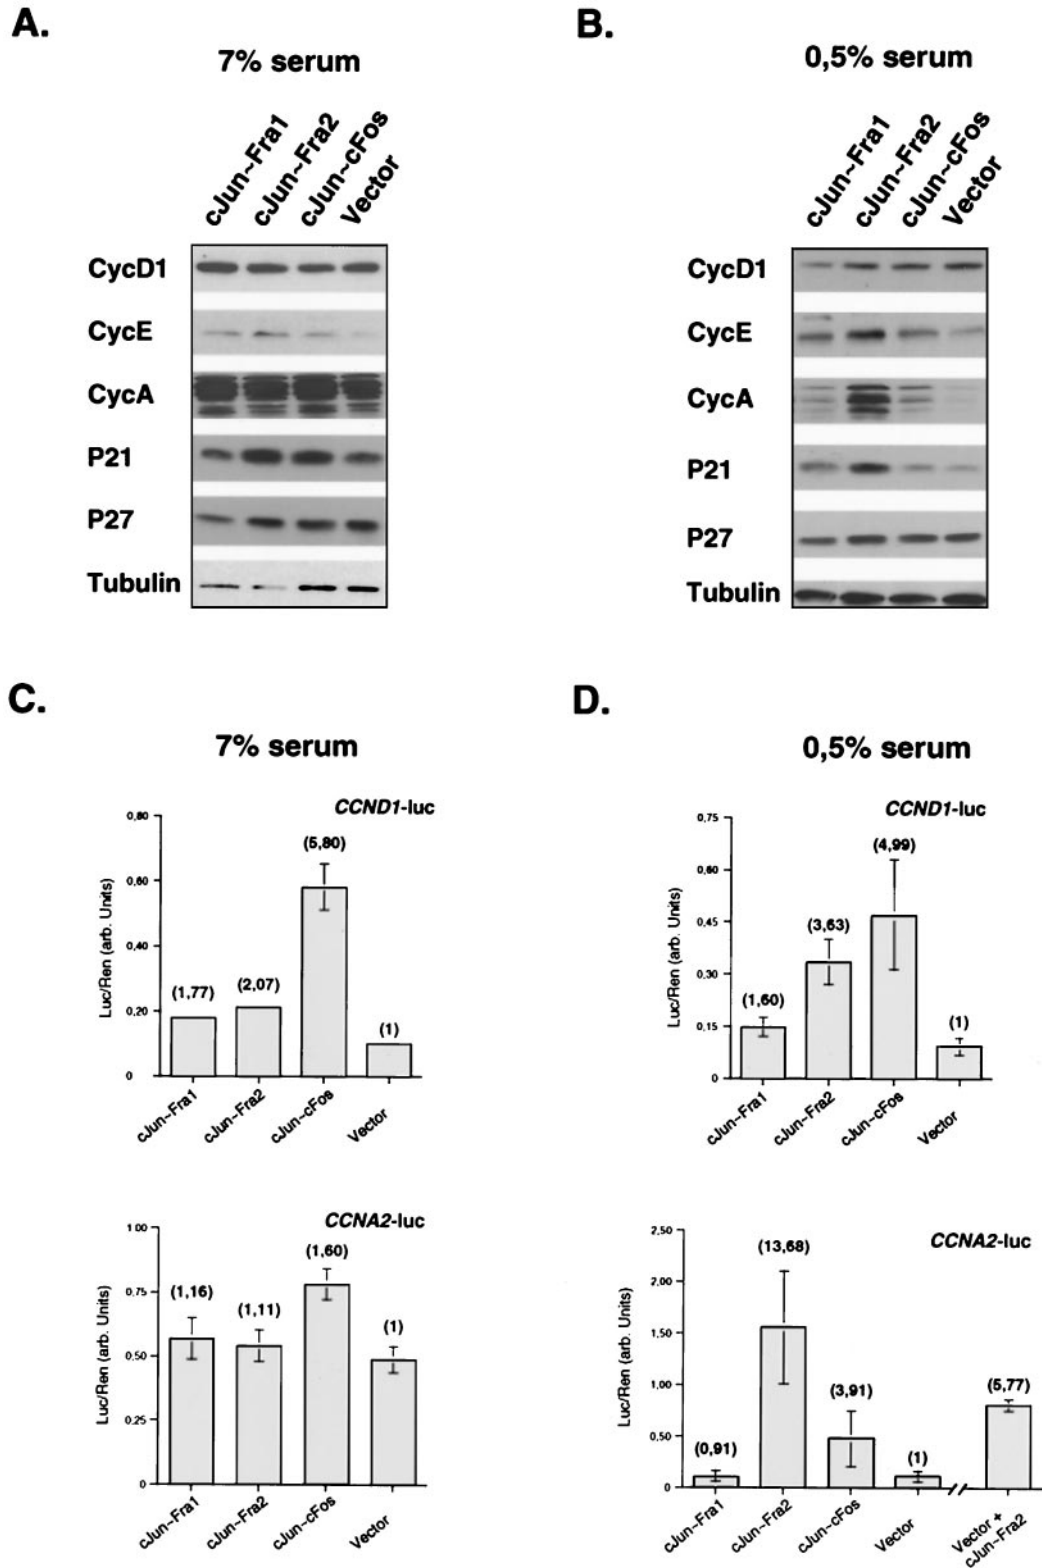 A.
7% serum
cJun~Fra1
cJun~Fra2
cJun~cFos
Vector
CycD1
CycE
CycA
P21
P27
Tubulin
B.
0,5% serum
cJun~Fra1
cJun~Fra2
cJun~cFos
Vector
CycD1
CycE
CycA
P21
P27
Tubulin
C.
7% serum
CCND1-luc
Luc/Ren (arb. Units)
0,80
0,60
0,40
0,20
0
(1,77)
(2,07)
(5,80)
(1)
cJun~Fra1
cJun~Fra2
cJun~cFos
Vector
CCNA2-luc
Luc/Ren (arb. Units)
1 00
0,75
0,50
0,25
0
(1,16)
(1,11)
(1,60)
(1)
cJun~Fra1
cJun~Fra2
cJun~cFos
Vector
D.
0,5% serum
CCND1-luc
Luc/Ren (arb. Units)
0,75
0,60
0,45
0,30
0,15
0
(1,60)
(3,63)
(4,99)
(1)
cJun~Fra1
cJun~Fra2
cJun~cFos
Vector
CCNA2-luc
Luc/Ren (arb. Units)
2,50
2,00
1,50
1,00
0,50
0
(0,91)
(13,68)
(3,91)
(1)
(5,77)
cJun~Fra1
cJun~Fra2
cJun~cFos
Vector
Vector +
cJun~Fra2